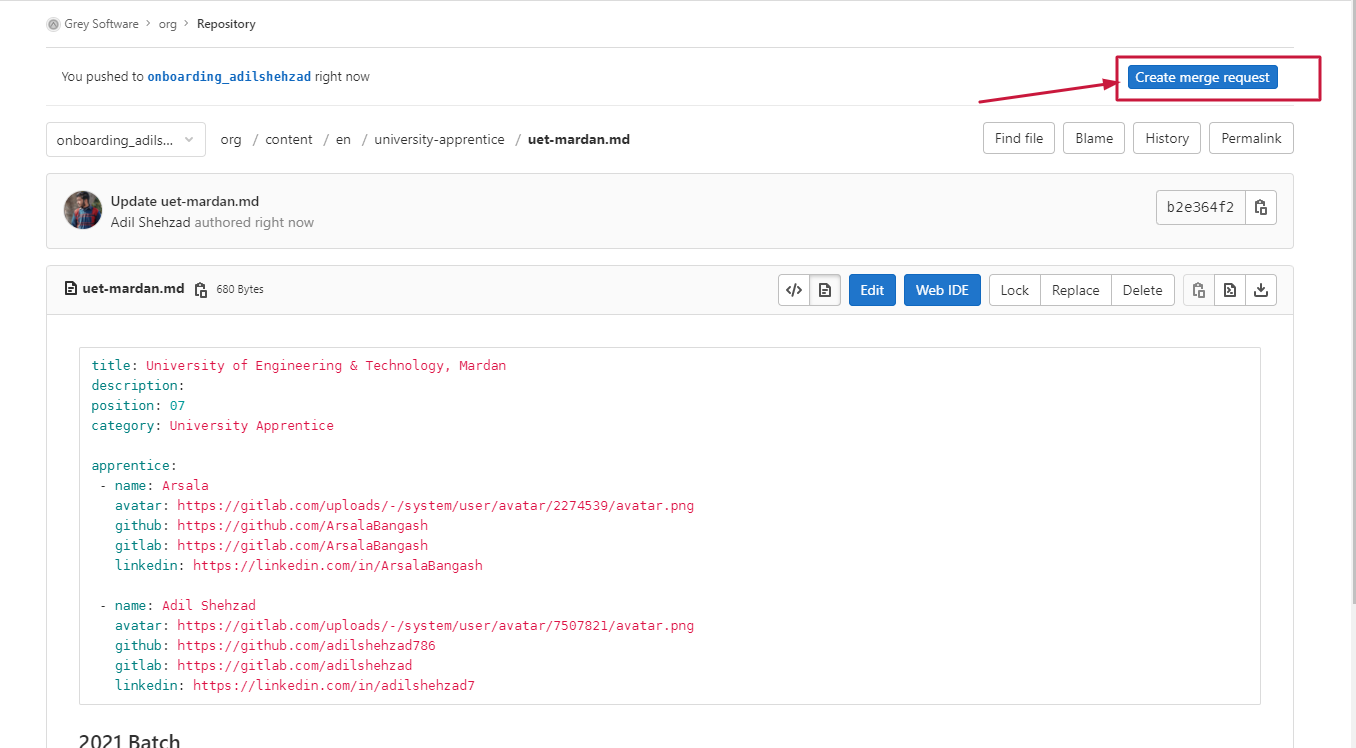 Grey Software > org > Repository
You pushed to onboarding_adilshehzad right now
Create merge request
onboarding_adils...
org / content / en / university-apprentice / uet-mardan.md
Find file Blame History Permalink
Update uet-mardan.md
Adil Shehzad authored right now
b2e364f2
uet-mardan.md 680 Bytes
</> Edit Web IDE Lock Replace Delete
title: University of Engineering & Technology, Mardan
description:
position: 07
category: University Apprentice
apprentice:
- name: Arsala
avatar: https://gitlab.com/uploads/-/system/user/avatar/2274539/avatar.png
github: https://github.com/ArsalaBangash
gitlab: https://gitlab.com/ArsalaBangash
linkedin: https://linkedin.com/in/ArsalaBangash
- name: Adil Shehzad
avatar: https://gitlab.com/uploads/-/system/user/avatar/7507821/avatar.png
github: https://github.com/adilshehzad786
gitlab: https://gitlab.com/adilshehzad
linkedin: https://linkedin.com/in/adilshehzad7
2021 Batch